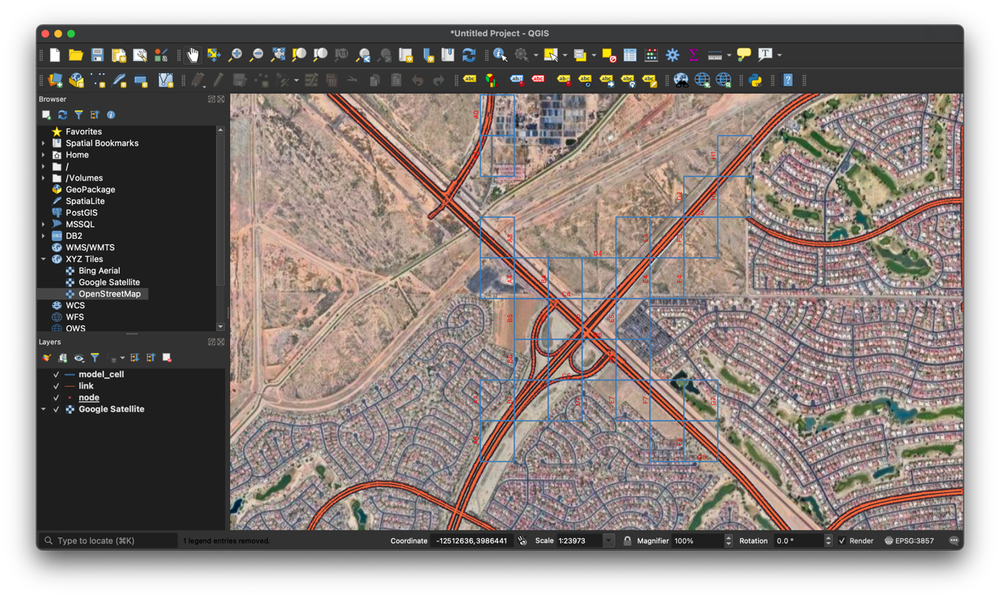 *Untitled Project - QGIS
Browser
Favorites
Spatial Bookmarks
Home
/
/Volumes
GeoPackage
SpatiaLite
PostGIS
MSSQL
DB2
WMS/WMTS
XYZ Tiles
Bing Aerial
Google Satellite
OpenStreetMap
WCS
WFS
OWS
Layers
model_cell
link
node
Google Satellite
A0
H1
G2
G3
A3
E3
F3
D4
A4
B4
E4
F4
C4
B5
E5
B6
C6
A7
B7
E7
F7
G7
F8
G8
Type to locate (⌘K)
1 legend entries removed.
Coordinate -12512636,3986441 Scale 1:23973 Magnifier 100% Rotation 0.0 ° Render EPSG:3857